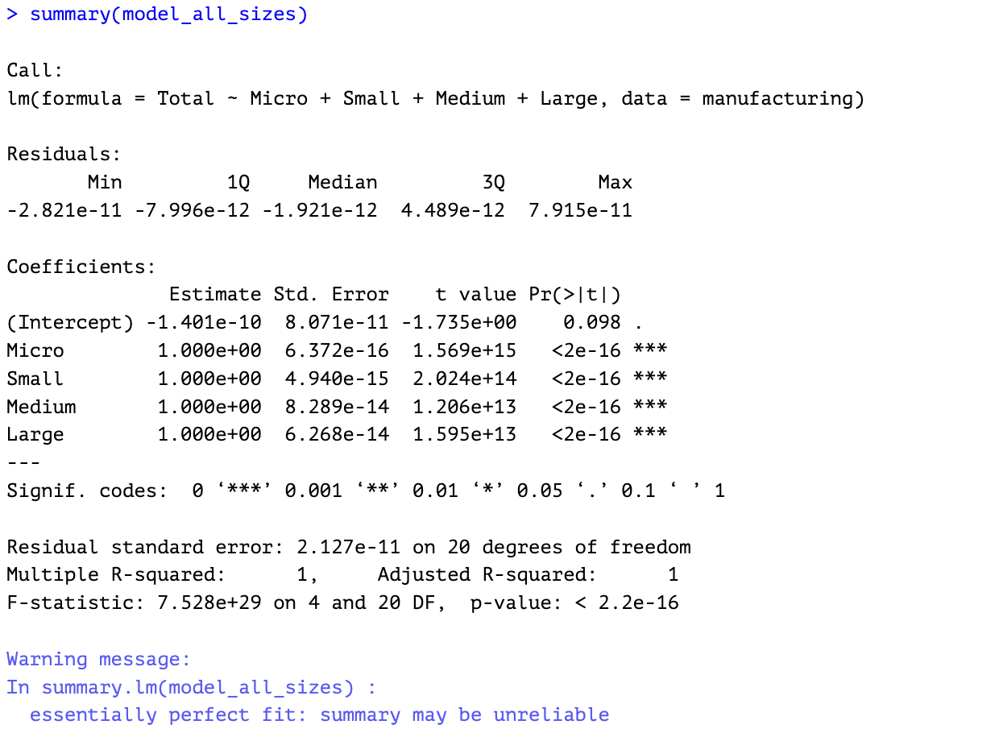 > summary(model_all_sizes)
Call:
lm(formula = Total ~ Micro + Small + Medium + Large, data = manufacturing)
Residuals:
       Min         1Q     Median         3Q        Max
-2.821e-11 -7.996e-12 -1.921e-12  4.489e-12  7.915e-11
Coefficients:
              Estimate Std. Error    t value Pr(>|t|)
(Intercept) -1.401e-10  8.071e-11 -1.735e+00    0.098 .
Micro        1.000e+00  6.372e-16  1.569e+15   <2e-16 ***
Small        1.000e+00  4.940e-15  2.024e+14   <2e-16 ***
Medium       1.000e+00  8.289e-14  1.206e+13   <2e-16 ***
Large        1.000e+00  6.268e-14  1.595e+13   <2e-16 ***
---
Signif. codes:  0 ‘***’ 0.001 ‘**’ 0.01 ‘*’ 0.05 ‘.’ 0.1 ‘ ’ 1
Residual standard error: 2.127e-11 on 20 degrees of freedom
Multiple R-squared:      1,     Adjusted R-squared:      1
F-statistic: 7.528e+29 on 4 and 20 DF,  p-value: < 2.2e-16
Warning message:
In summary.lm(model_all_sizes) :
  essentially perfect fit: summary may be unreliable